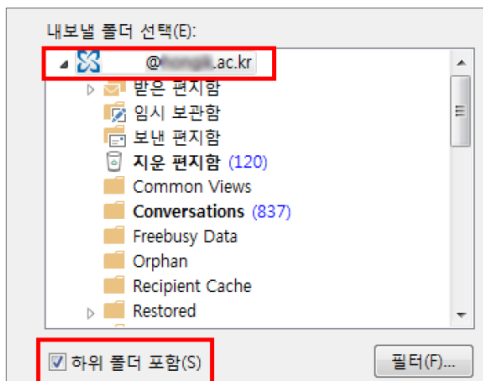 내보낼 폴더 선택(E):
@ .ac.kr
받은 편지함
임시 보관함
보낸 편지함
지운 편지함 (120)
Common Views
Conversations (837)
Freebusy Data
Orphan
Recipient Cache
Restored
하위 폴더 포함(S)
필터(F)...